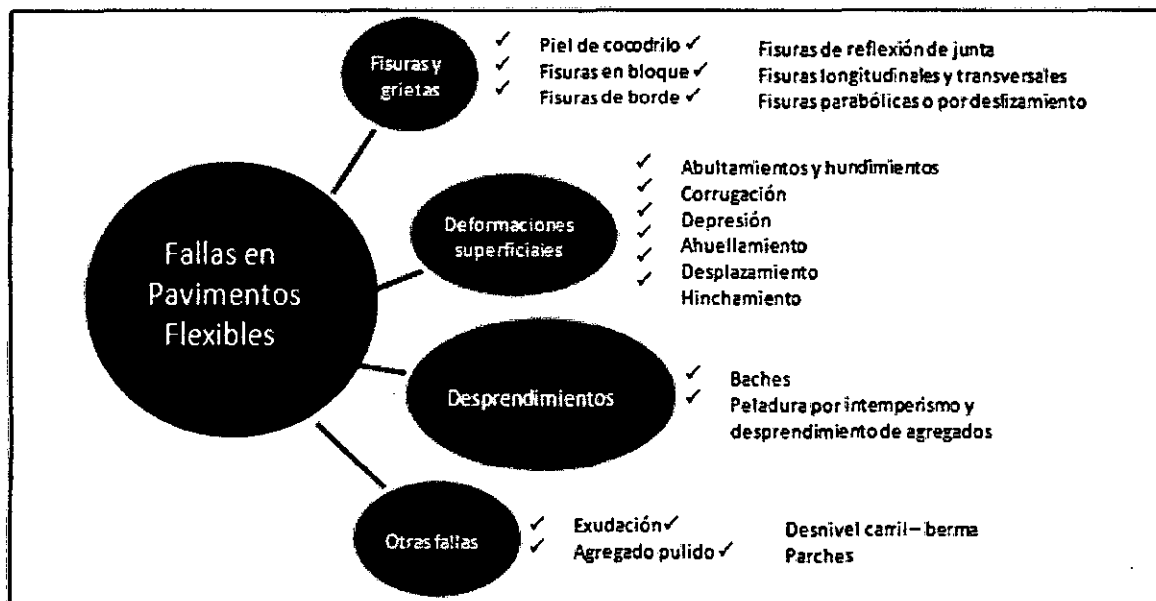 Fallas en
Pavimentos
Flexibles
Fisuras y
grietas
✓ Piel de cocodrilo ✓ Fisuras de reflexión de junta
✓ Fisuras en bloque ✓ Fisuras longitudinales y transversales
✓ Fisuras de borde ✓ Fisuras parabólicas o por deslizamiento
Deformaciones
superficiales
✓ Abultamientos y hundimientos
✓ Corrugación
✓ Depresión
✓ Ahuellamiento
✓ Desplazamiento
✓ Hinchamiento
Desprendimientos
✓ Baches
✓ Peladura por intemperismo y
desprendimiento de agregados
Otras fallas
✓ Exudación ✓ Desnivel carril – berma
✓ Agregado pulido ✓ Parches